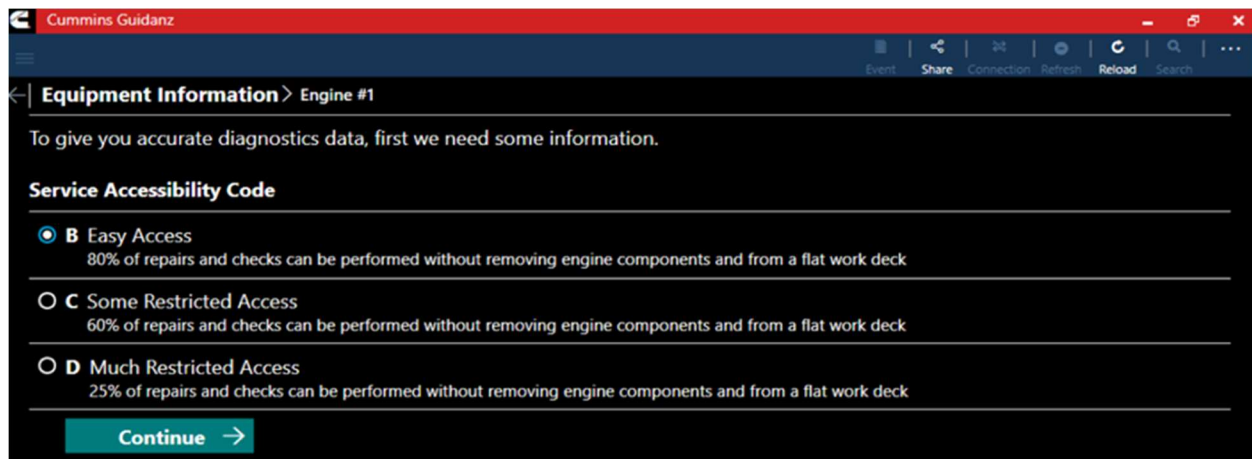 Cummins Guidanz
Event Share Connection Refresh Reload Search
Equipment Information > Engine #1
To give you accurate diagnostics data, first we need some information.
Service Accessibility Code
B Easy Access
80% of repairs and checks can be performed without removing engine components and from a flat work deck
C Some Restricted Access
60% of repairs and checks can be performed without removing engine components and from a flat work deck
D Much Restricted Access
25% of repairs and checks can be performed without removing engine components and from a flat work deck
Continue